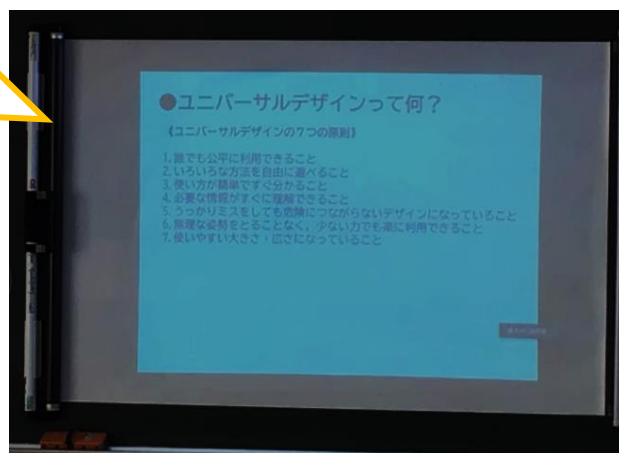 ●ユニバーサルデザインって何？
《ユニバーサルデザインの7つの原則》
1. 誰でも公平に利用できること
2. いろいろな方法を自由に選べること
3. 使い方が簡単ですぐ分かること
4. 必要な情報がすぐに理解できること
5. うっかりミスをしても危険につながらないデザインになっていること
6. 無理な姿勢をとることなく，少ない力でも楽に利用できること
7. 使いやすい大きさ・広さになっていること